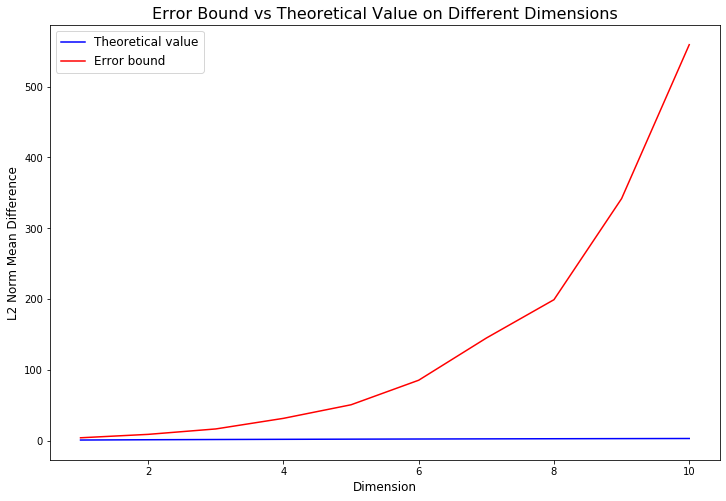 Error Bound vs Theoretical Value on Different Dimensions
Theoretical value
Error bound
L2 Norm Mean Difference
500
400
300
200
100
0
2 4 6 8 10
Dimension